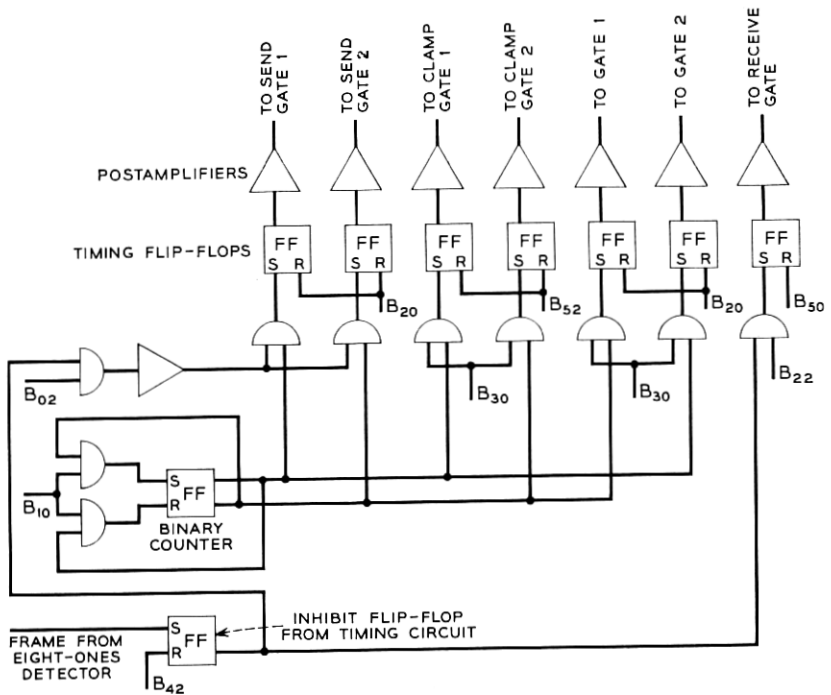 TO SEND
GATE 1
TO SEND
GATE 2
TO CLAMP
GATE 1
TO CLAMP
GATE 2
TO GATE 1
TO GATE 2
TO RECEIVE
GATE
POSTAMPLIFIERS
TIMING FLIP-FLOPS
FF
S R
FF
S R
FF
S R
FF
S R
FF
S R
FF
S R
FF
S R
B20
B52
B20
B50
B02
B30
B30
B22
B10
S
FF
R
BINARY
COUNTER
FRAME FROM
EIGHT-ONES
DETECTOR
S
FF
R
INHIBIT FLIP-FLOP
FROM TIMING CIRCUIT
B42